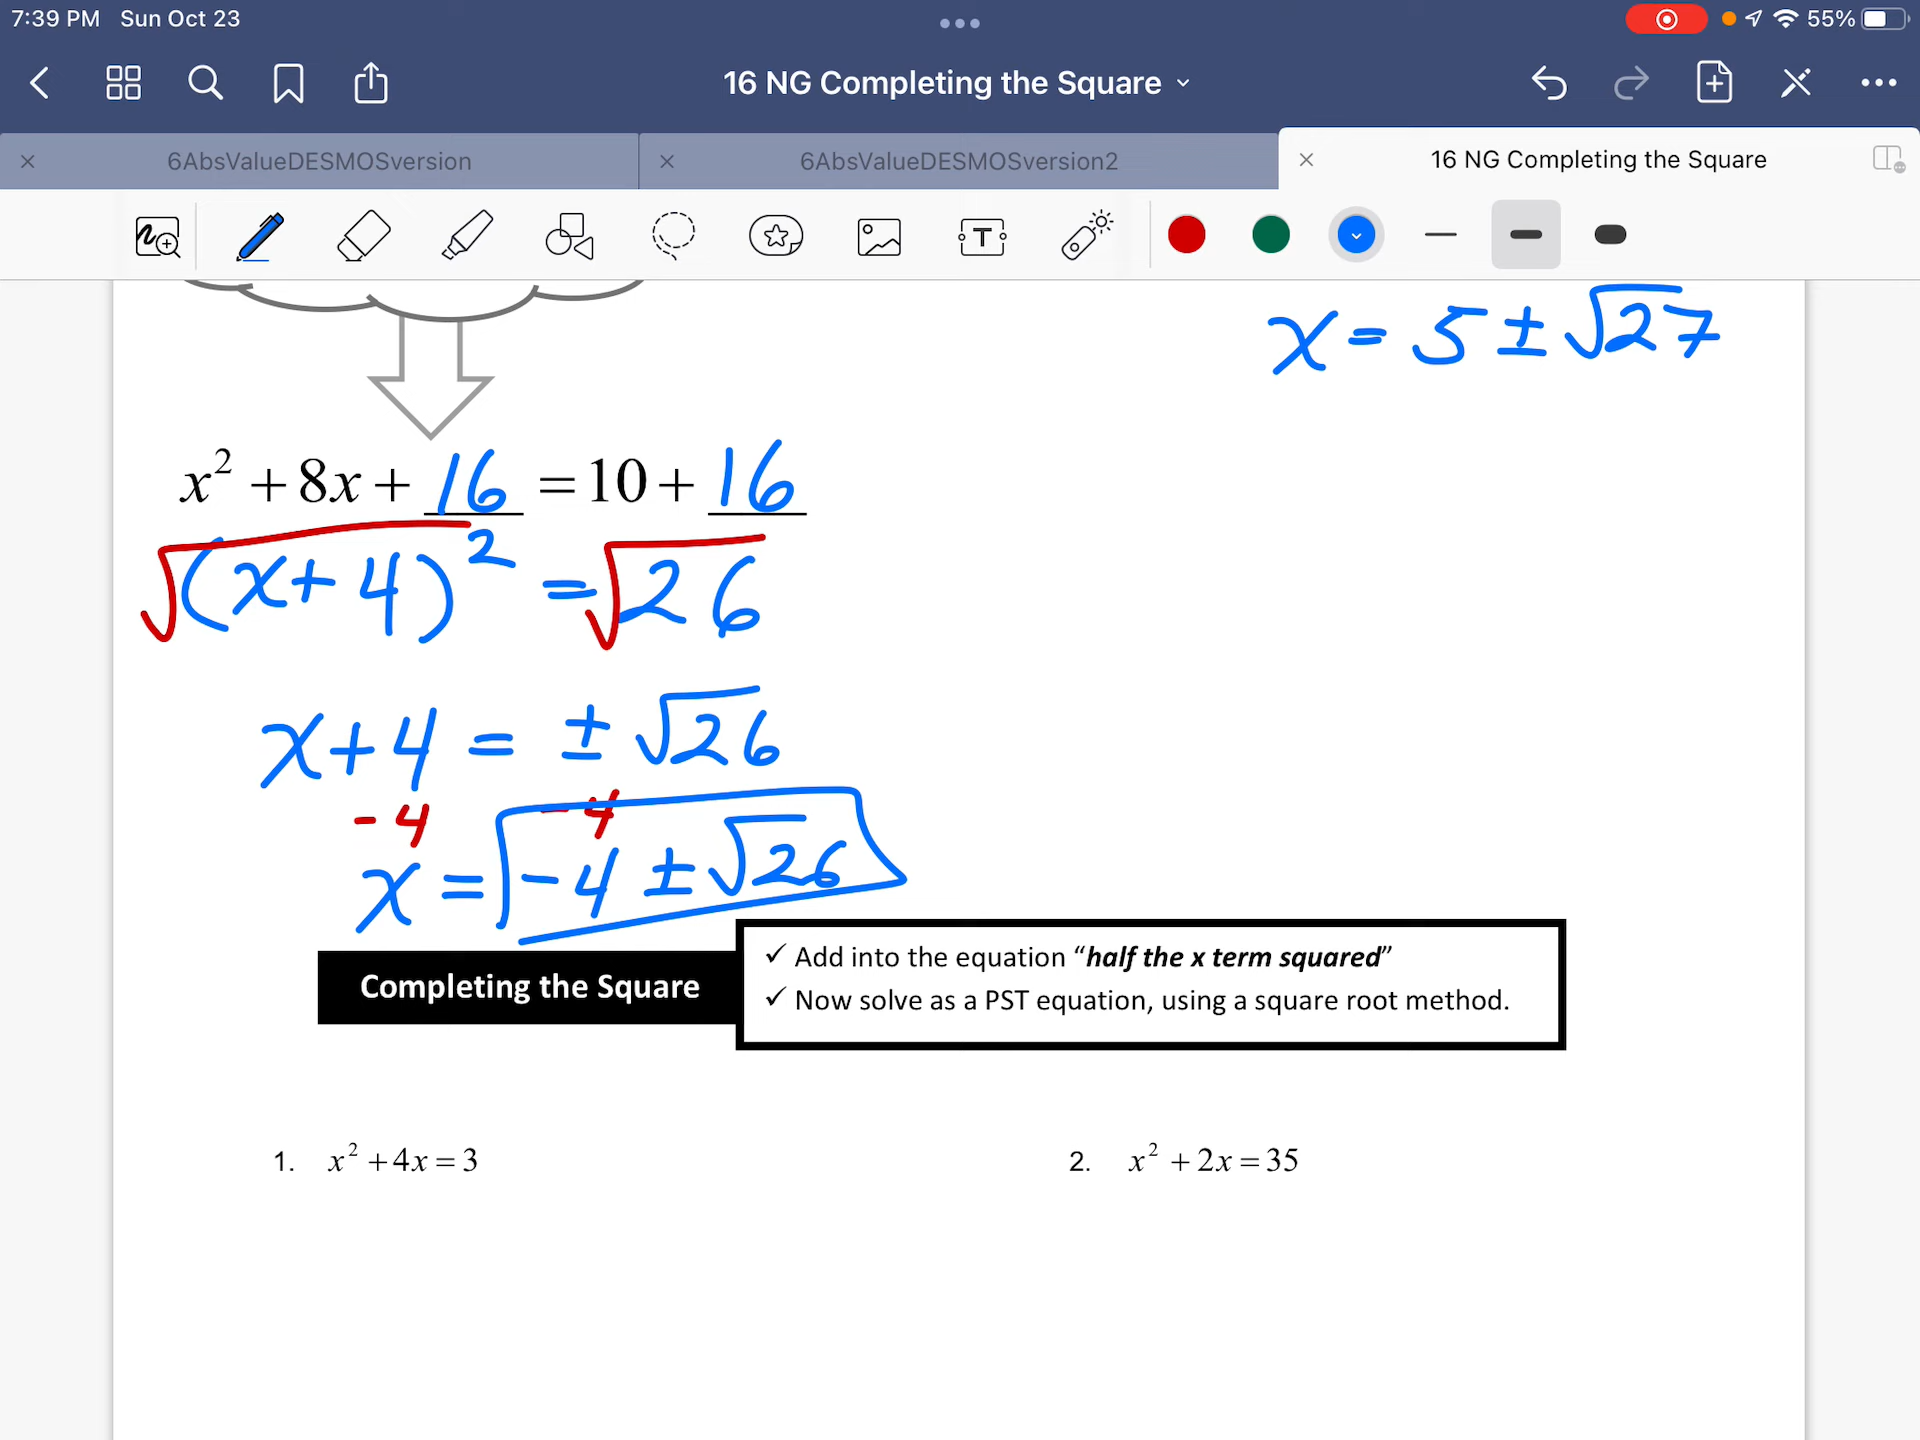 7:39 PM Sun Oct 23
55%
16 NG Completing the Square
6AbsValueDESMOSversion
6AbsValueDESMOSversion2
16 NG Completing the Square
T
x = 5 ± √27
x² + 8x + 16 = 10 + 16
√(x+4)² = √26
x+4 = ± √26
-4 -4
x = -4 ± √26
Completing the Square
✓ Add into the equation “half the x term squared”
✓ Now solve as a PST equation, using a square root method.
1. x² + 4x = 3
2. x² + 2x = 35